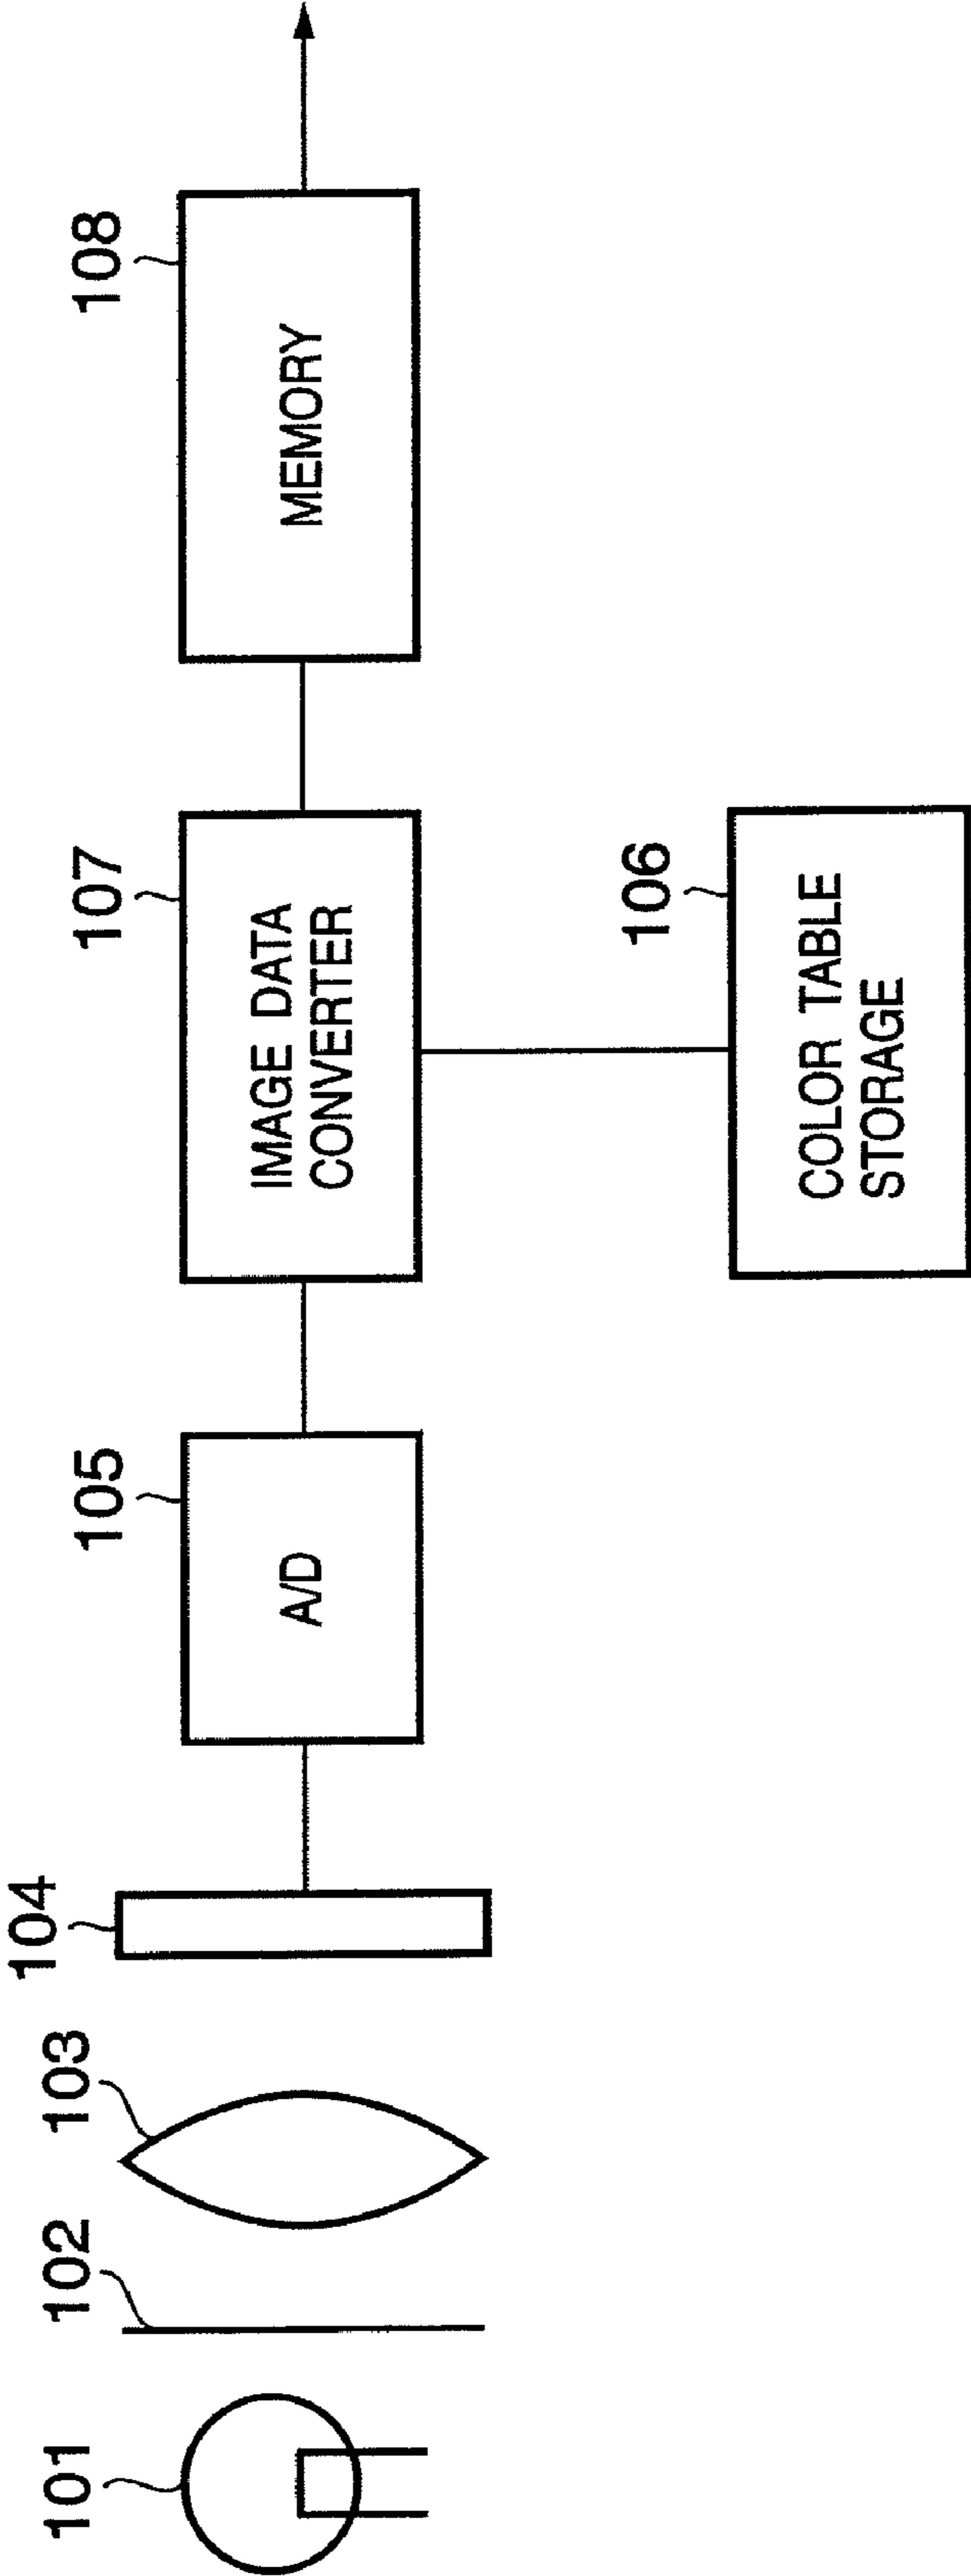 101
102
103
104
105
A/D
107
IMAGE DATA
CONVERTER
108
MEMORY
106
COLOR TABLE
STORAGE